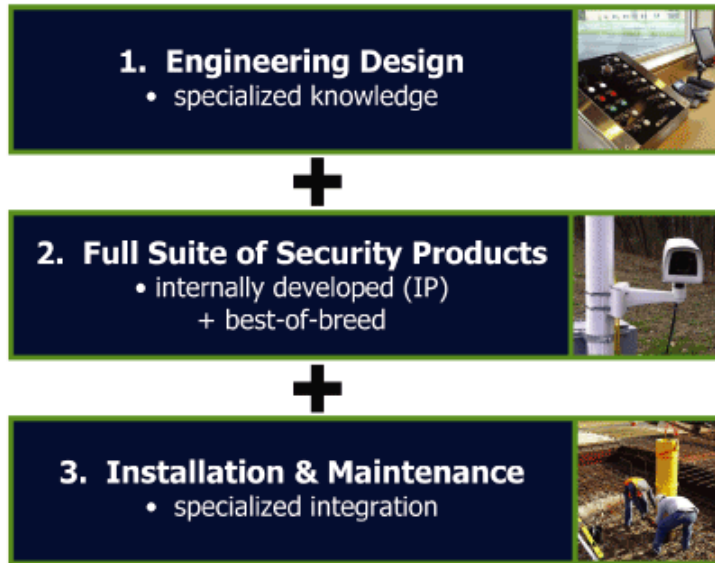 1. Engineering Design
• specialized knowledge
+
2. Full Suite of Security Products
• internally developed (IP)
+ best-of-breed
+
3. Installation & Maintenance
• specialized integration